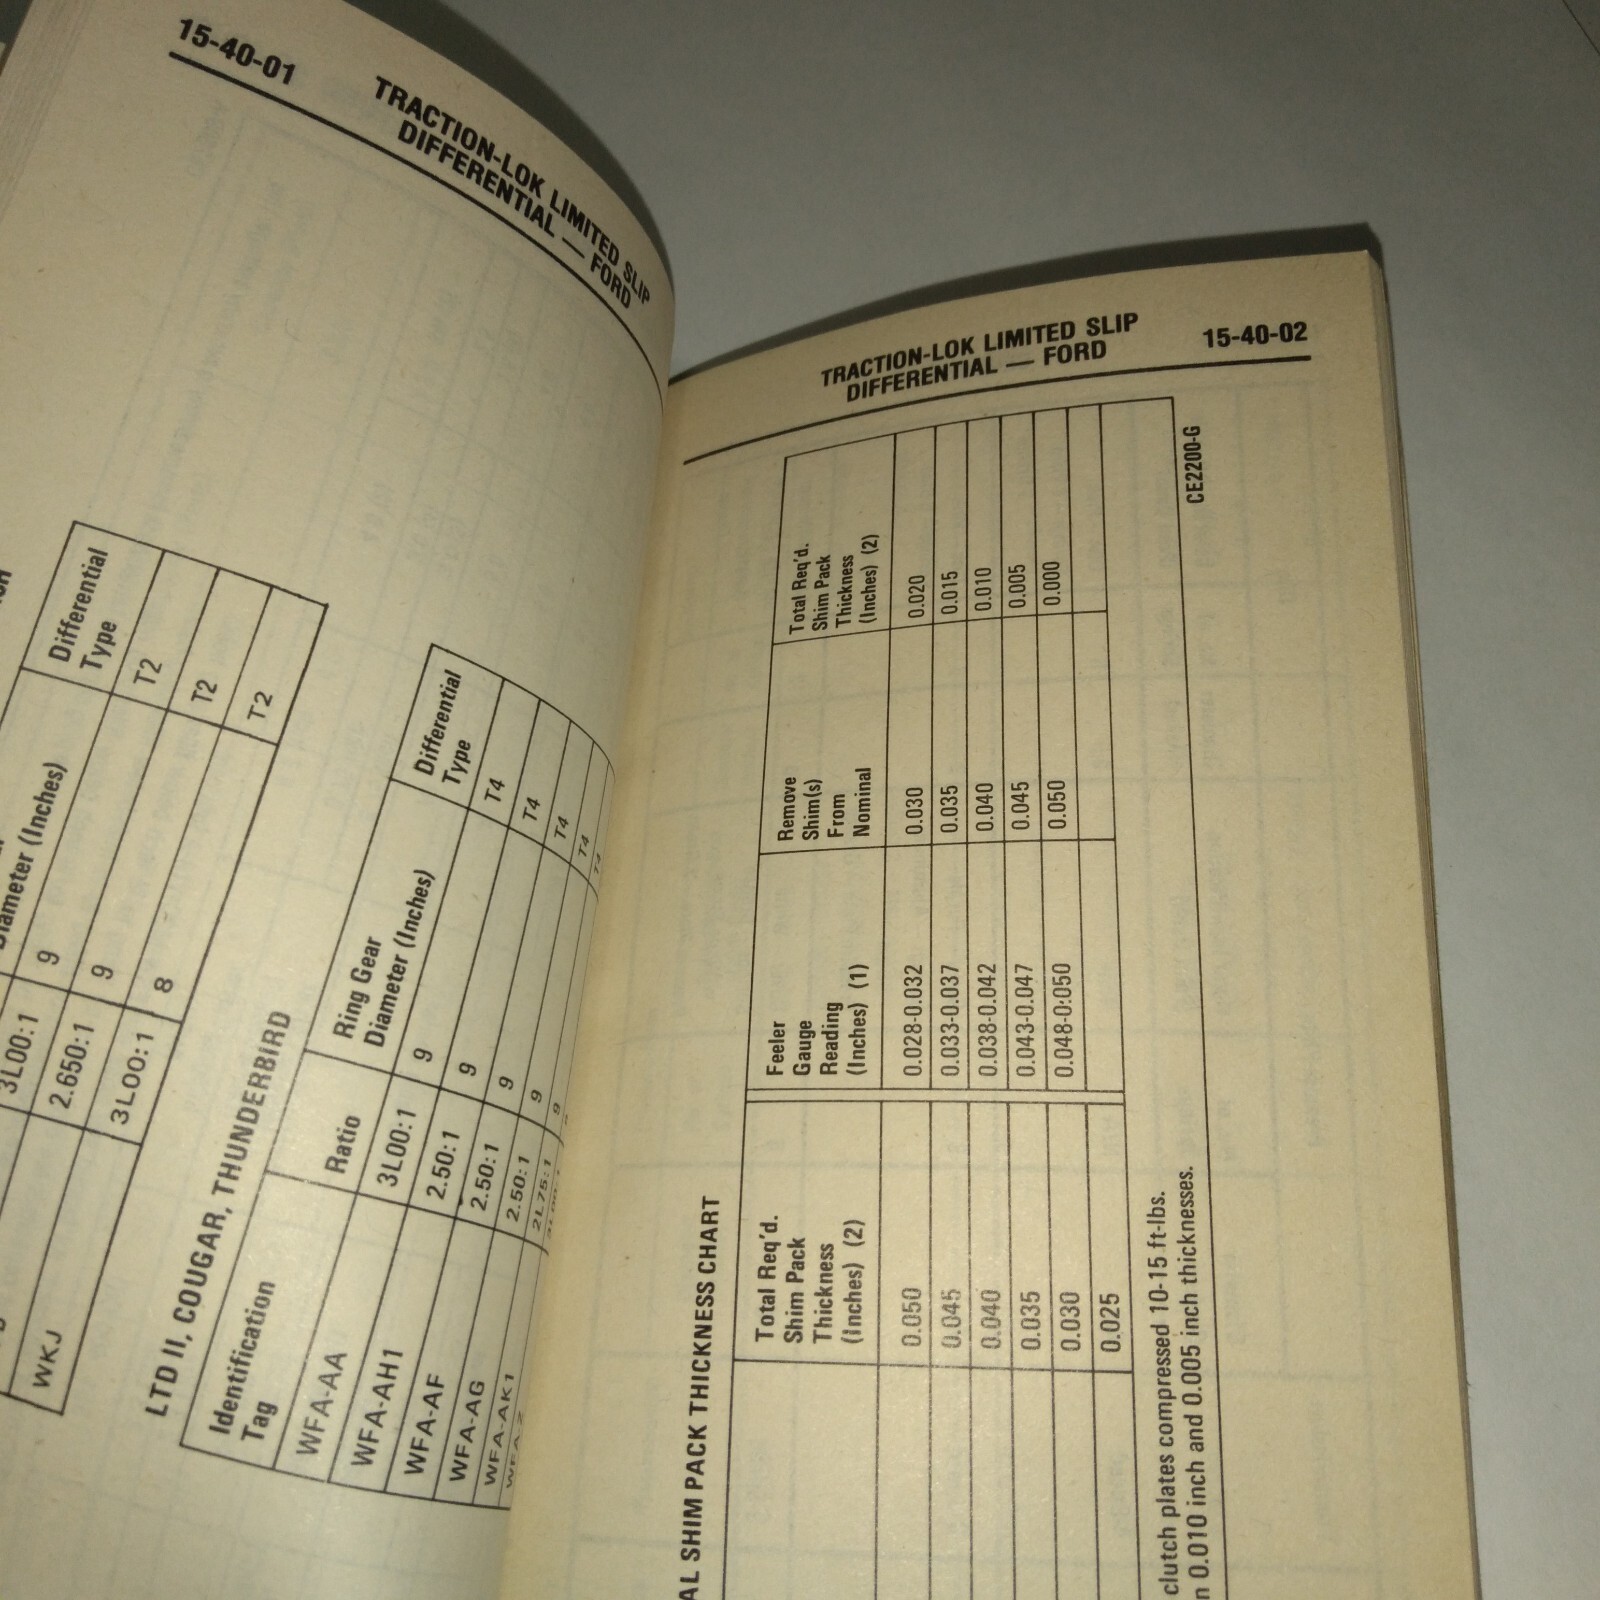 15-40-01
TRACTION-LOK LIMITED SLIP
DIFFERENTIAL — FORD
Diameter (Inches)
Differential
Type
3L00:1 9 T2
2.650:1 9 T2
WKJ 3L00:1 8 T2
LTD II, COUGAR, THUNDERBIRD
Identification
Tag
Ratio
Ring Gear
Diameter (Inches)
Differential
Type
WFA-AA 3L00:1 9 T4
WFA-AH1 2.50:1 9 T4
WFA-AF 2.50:1 9 T4
WFA-AG 2.50:1 9 T4
WFA-AK1 2L75:1 9 T4
TRACTION-LOK LIMITED SLIP
DIFFERENTIAL — FORD
15-40-02
SHIM PACK THICKNESS CHART
Total Req'd.
Shim Pack
Thickness
(Inches) (2)
Feeler
Gauge
Reading
(Inches) (1)
Remove
Shim(s)
From
Nominal
Total Req'd.
Shim Pack
Thickness
(Inches) (2)
0.050 0.028-0.032 0.030 0.020
0.045 0.033-0.037 0.035 0.015
0.040 0.038-0.042 0.040 0.010
0.035 0.043-0.047 0.045 0.005
0.030 0.048-0.050 0.050 0.000
0.025
clutch plates compressed 10-15 ft-lbs.
0.010 inch and 0.005 inch thicknesses.
CE2200-G